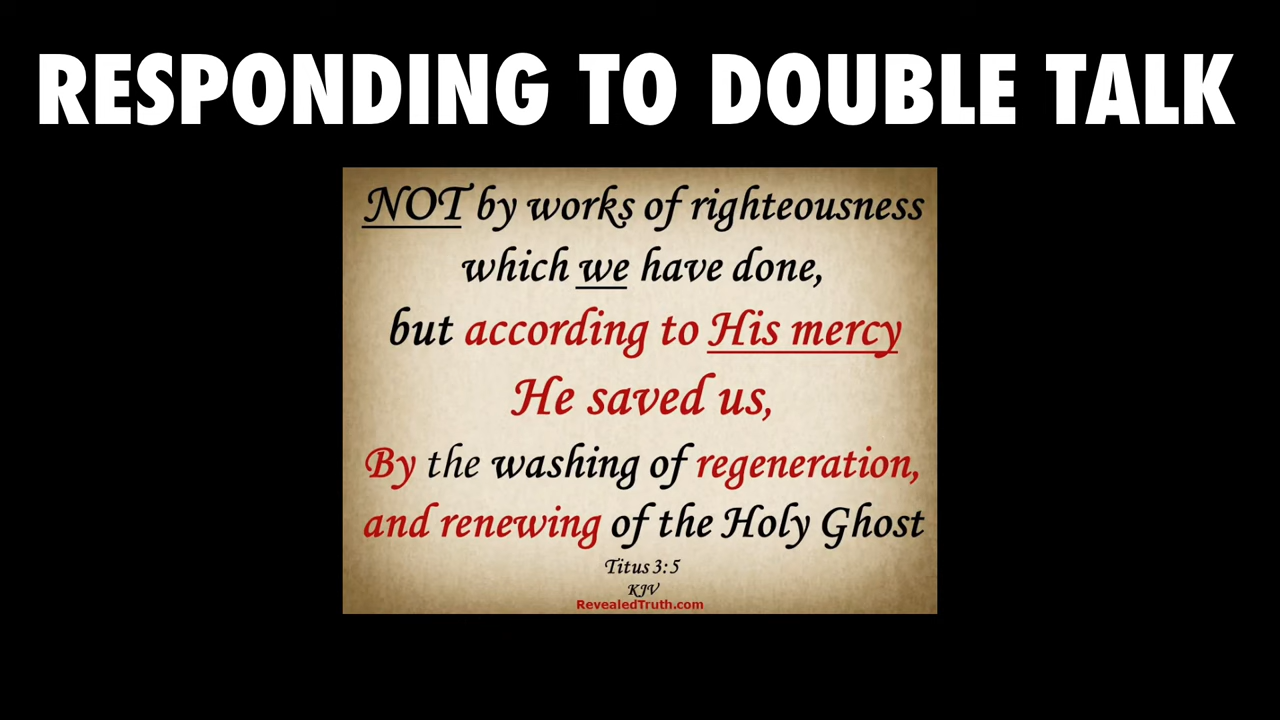 RESPONDING TO DOUBLE TALK
NOT by works of righteousness
which we have done,
but according to His mercy
He saved us,
By the washing of regeneration,
and renewing of the Holy Ghost
Titus 3:5
KJV
RevealedTruth.com